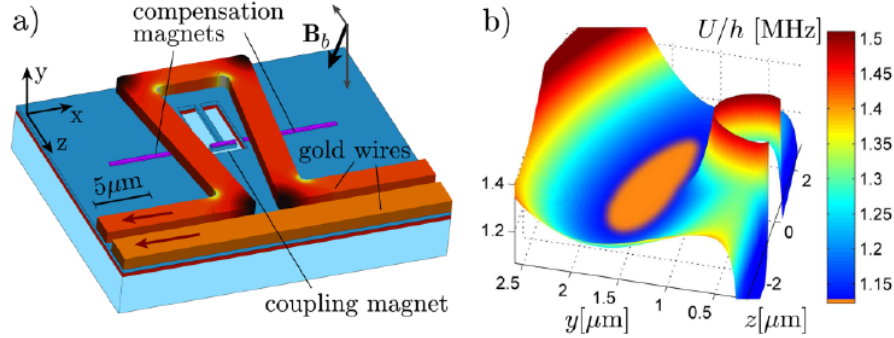 a)
compensation
magnets
B_b
y
x
z
5μm
gold wires
coupling magnet
b)
U/h [MHz]
1.5
1.45
1.4
1.35
1.3
1.25
1.2
1.15
1.4
1.2
2.5
2
1.5
1
0.5
y[μm]
2
0
-2
z[μm]